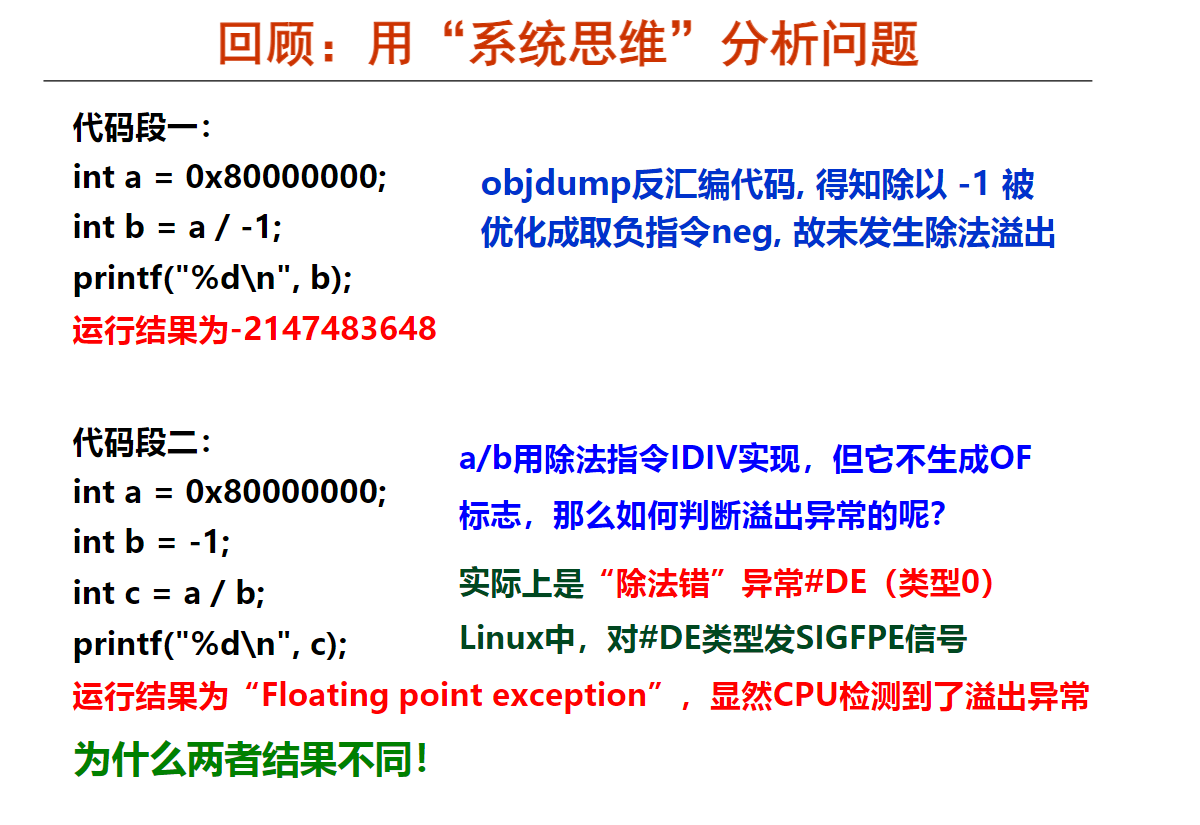 回顾：用“系统思维”分析问题
代码段一：
int a = 0x80000000;
int b = a / -1;
printf("%d\n", b);
运行结果为-2147483648
objdump反汇编代码, 得知除以 -1 被
优化成取负指令neg, 故未发生除法溢出
代码段二：
int a = 0x80000000;
int b = -1;
int c = a / b;
printf("%d\n", c);
a/b用除法指令IDIV实现，但它不生成OF
标志，那么如何判断溢出异常的呢？
实际上是“除法错”异常#DE（类型0）
Linux中，对#DE类型发SIGFPE信号
运行结果为“Floating point exception”，显然CPU检测到了溢出异常
为什么两者结果不同！